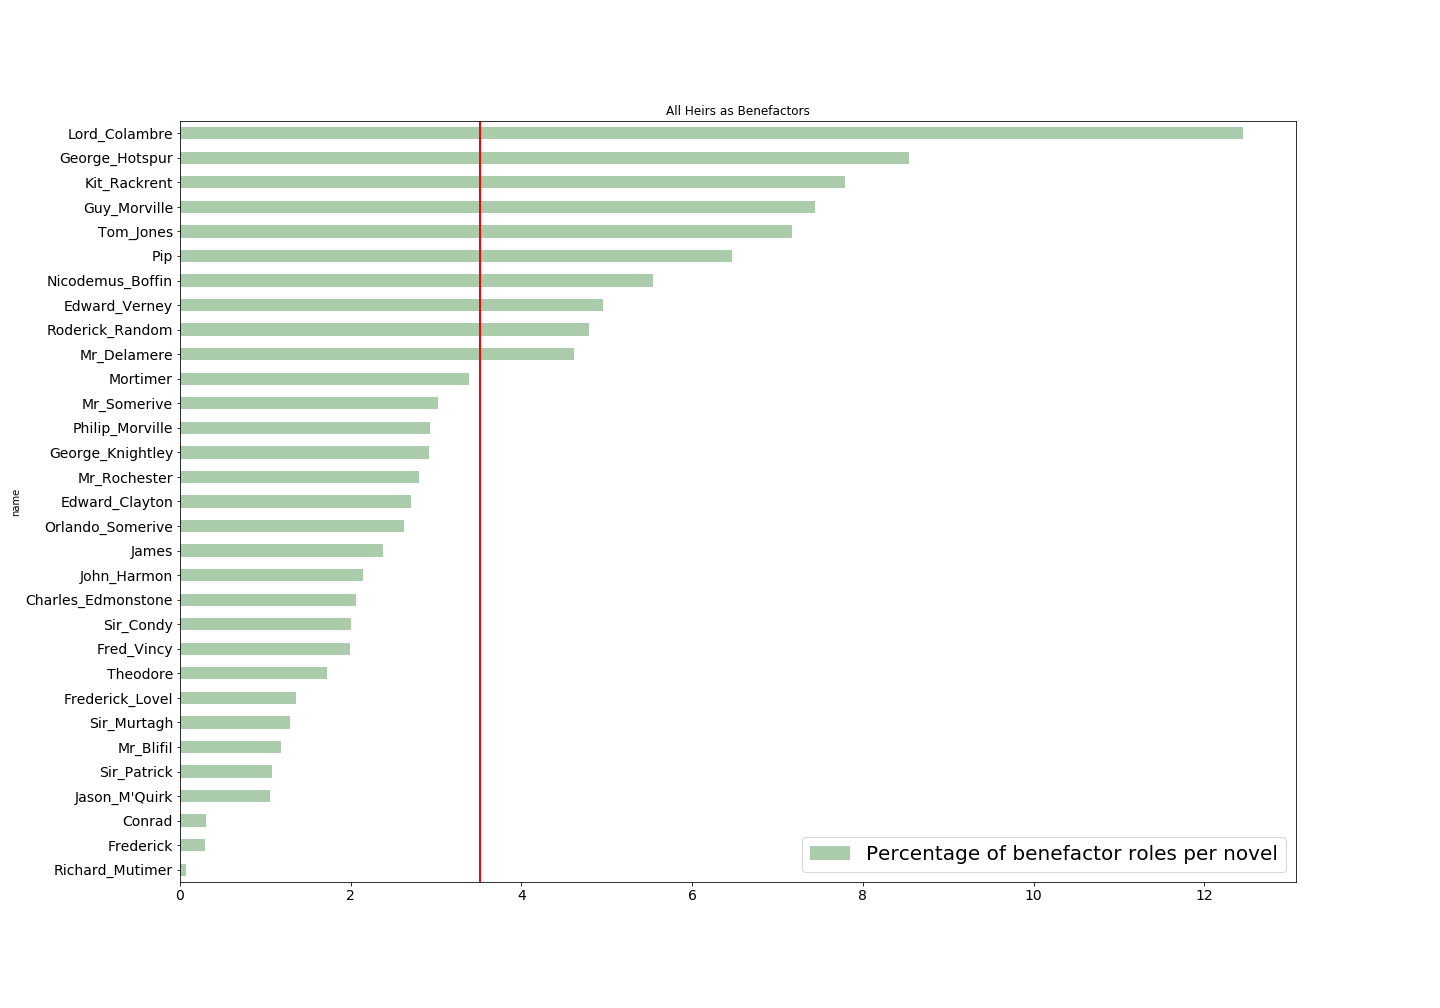 All Heirs as Benefactors
Lord_Colambre
George_Hotspur
Kit_Rackrent
Guy_Morville
Tom_Jones
Pip
Nicodemus_Boffin
Edward_Verney
Roderick_Random
Mr_Delamere
Mortimer
Mr_Somerive
Philip_Morville
George_Knightley
Mr_Rochester
Edward_Clayton
Orlando_Somerive
James
John_Harmon
Charles_Edmonstone
Sir_Condy
Fred_Vincy
Theodore
Frederick_Lovel
Sir_Murtagh
Mr_Blifil
Sir_Patrick
Jason_M'Quirk
Conrad
Frederick
Richard_Mutimer
name
Percentage of benefactor roles per novel
0 2 4 6 8 10 12